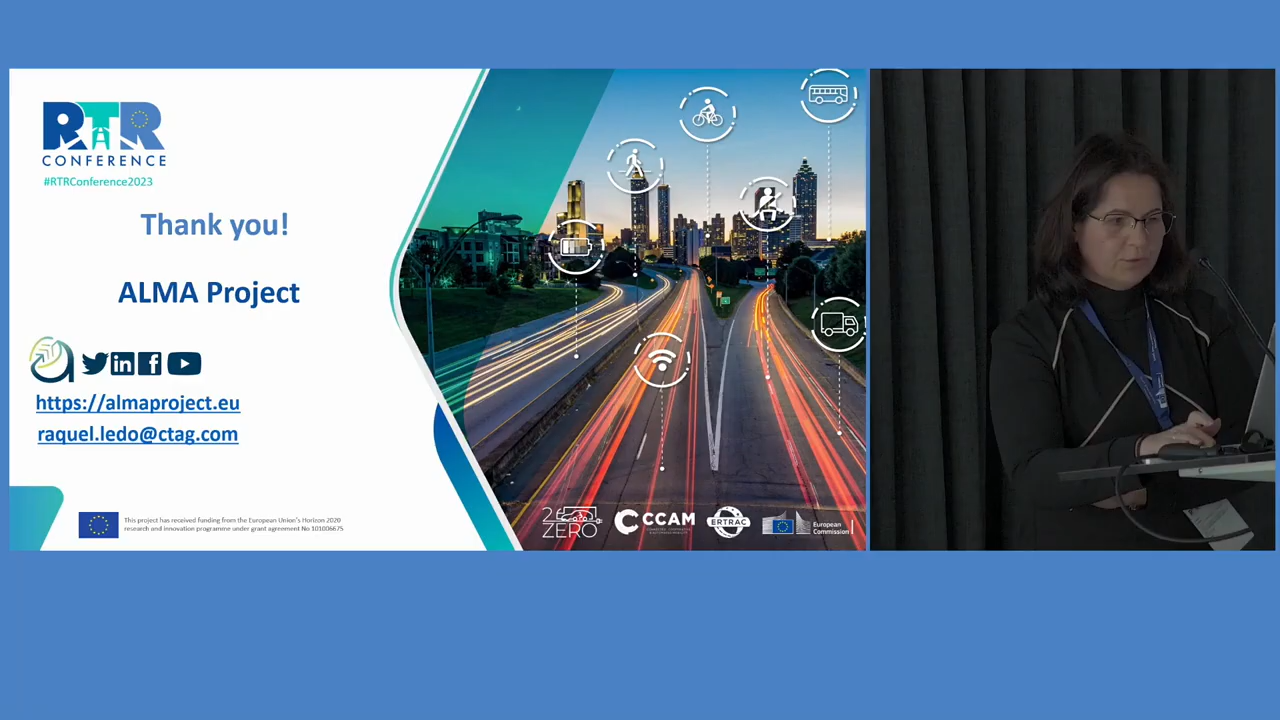 RTR
CONFERENCE
#RTRConference2023
Thank you!
ALMA Project
https://almaproject.eu
raquel.ledo@ctag.com
This project has received funding from the European Union's Horizon 2020
research and innovation programme under grant agreement No 101006675
2 ZERO
CCAM
ERTRAC
European
Commission